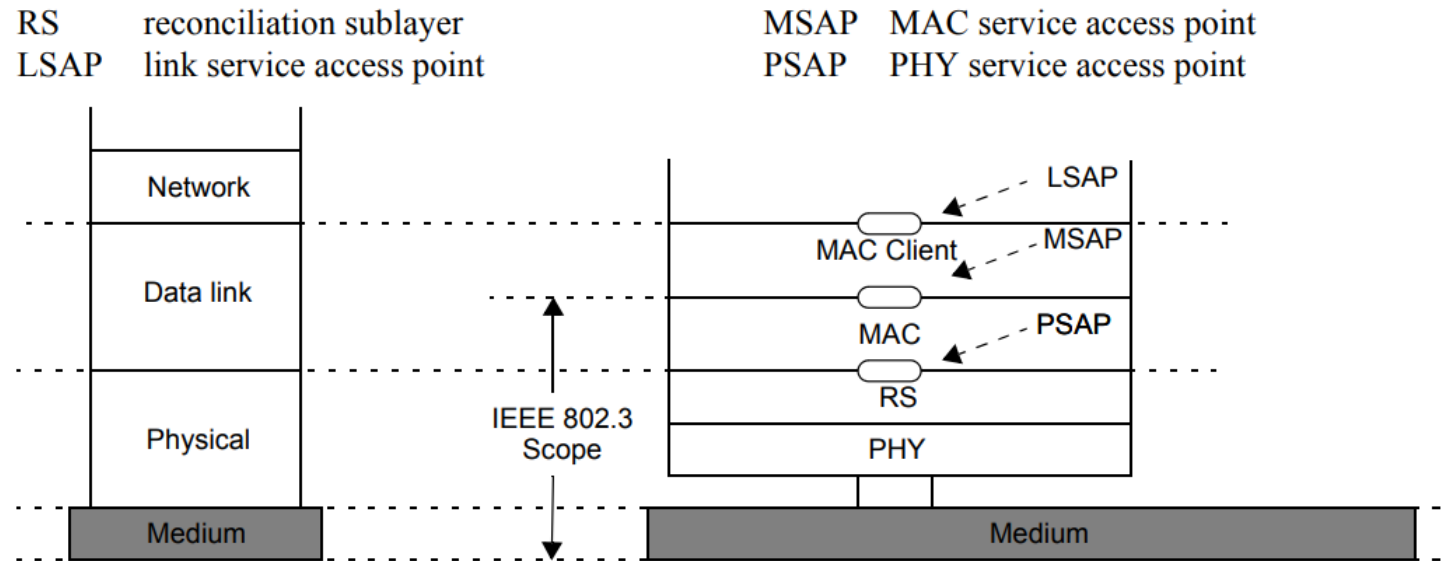 RS reconciliation sublayer MSAP MAC service access point
LSAP link service access point PSAP PHY service access point
Network
Data link
Physical
Medium
IEEE 802.3
Scope
LSAP
MAC Client
MSAP
MAC
PSAP
RS
PHY
Medium